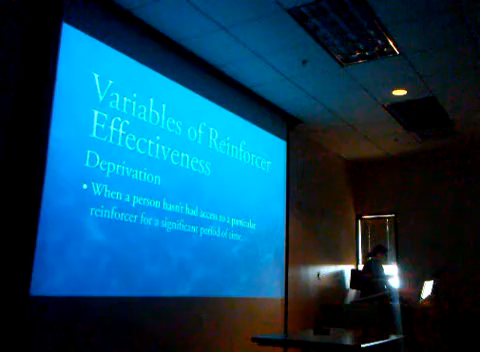 Variables of Reinforcer
Effectiveness
Deprivation
• When a person hasn't had access to a particular
reinforcer for a significant period of time...